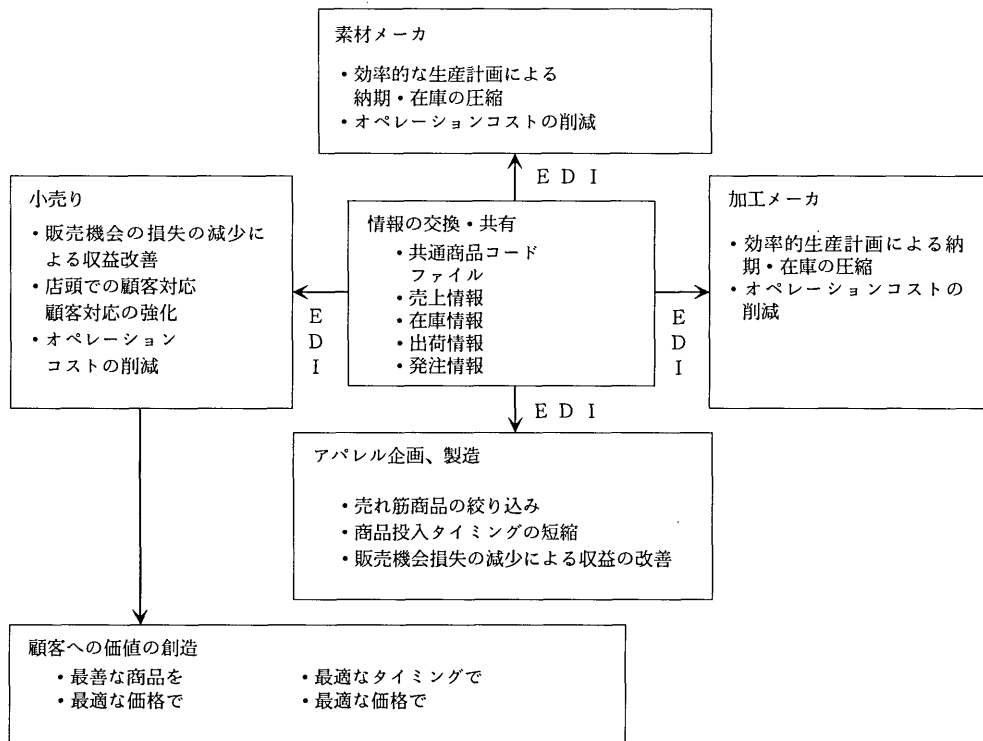 素材メーカ
・効率的な生産計画による
納期・在庫の圧縮
・オペレーションコストの削減
EDI
小売り
・販売機会の損失の減少に
よる収益改善
・店頭での顧客対応
顧客対応の強化
・オペレーション
コストの削減
EDI
情報の交換・共有
・共通商品コード
ファイル
・売上情報
・在庫情報
・出荷情報
・発注情報
EDI
加工メーカ
・効率的生産計画による納
期・在庫の圧縮
・オペレーションコストの
削減
EDI
アパレル企画、製造
・売れ筋商品の絞り込み
・商品投入タイミングの短縮
・販売機会損失の減少による収益の改善
顧客への価値の創造
・最善な商品を ・最適なタイミングで
・最適な価格で ・最適な価格で